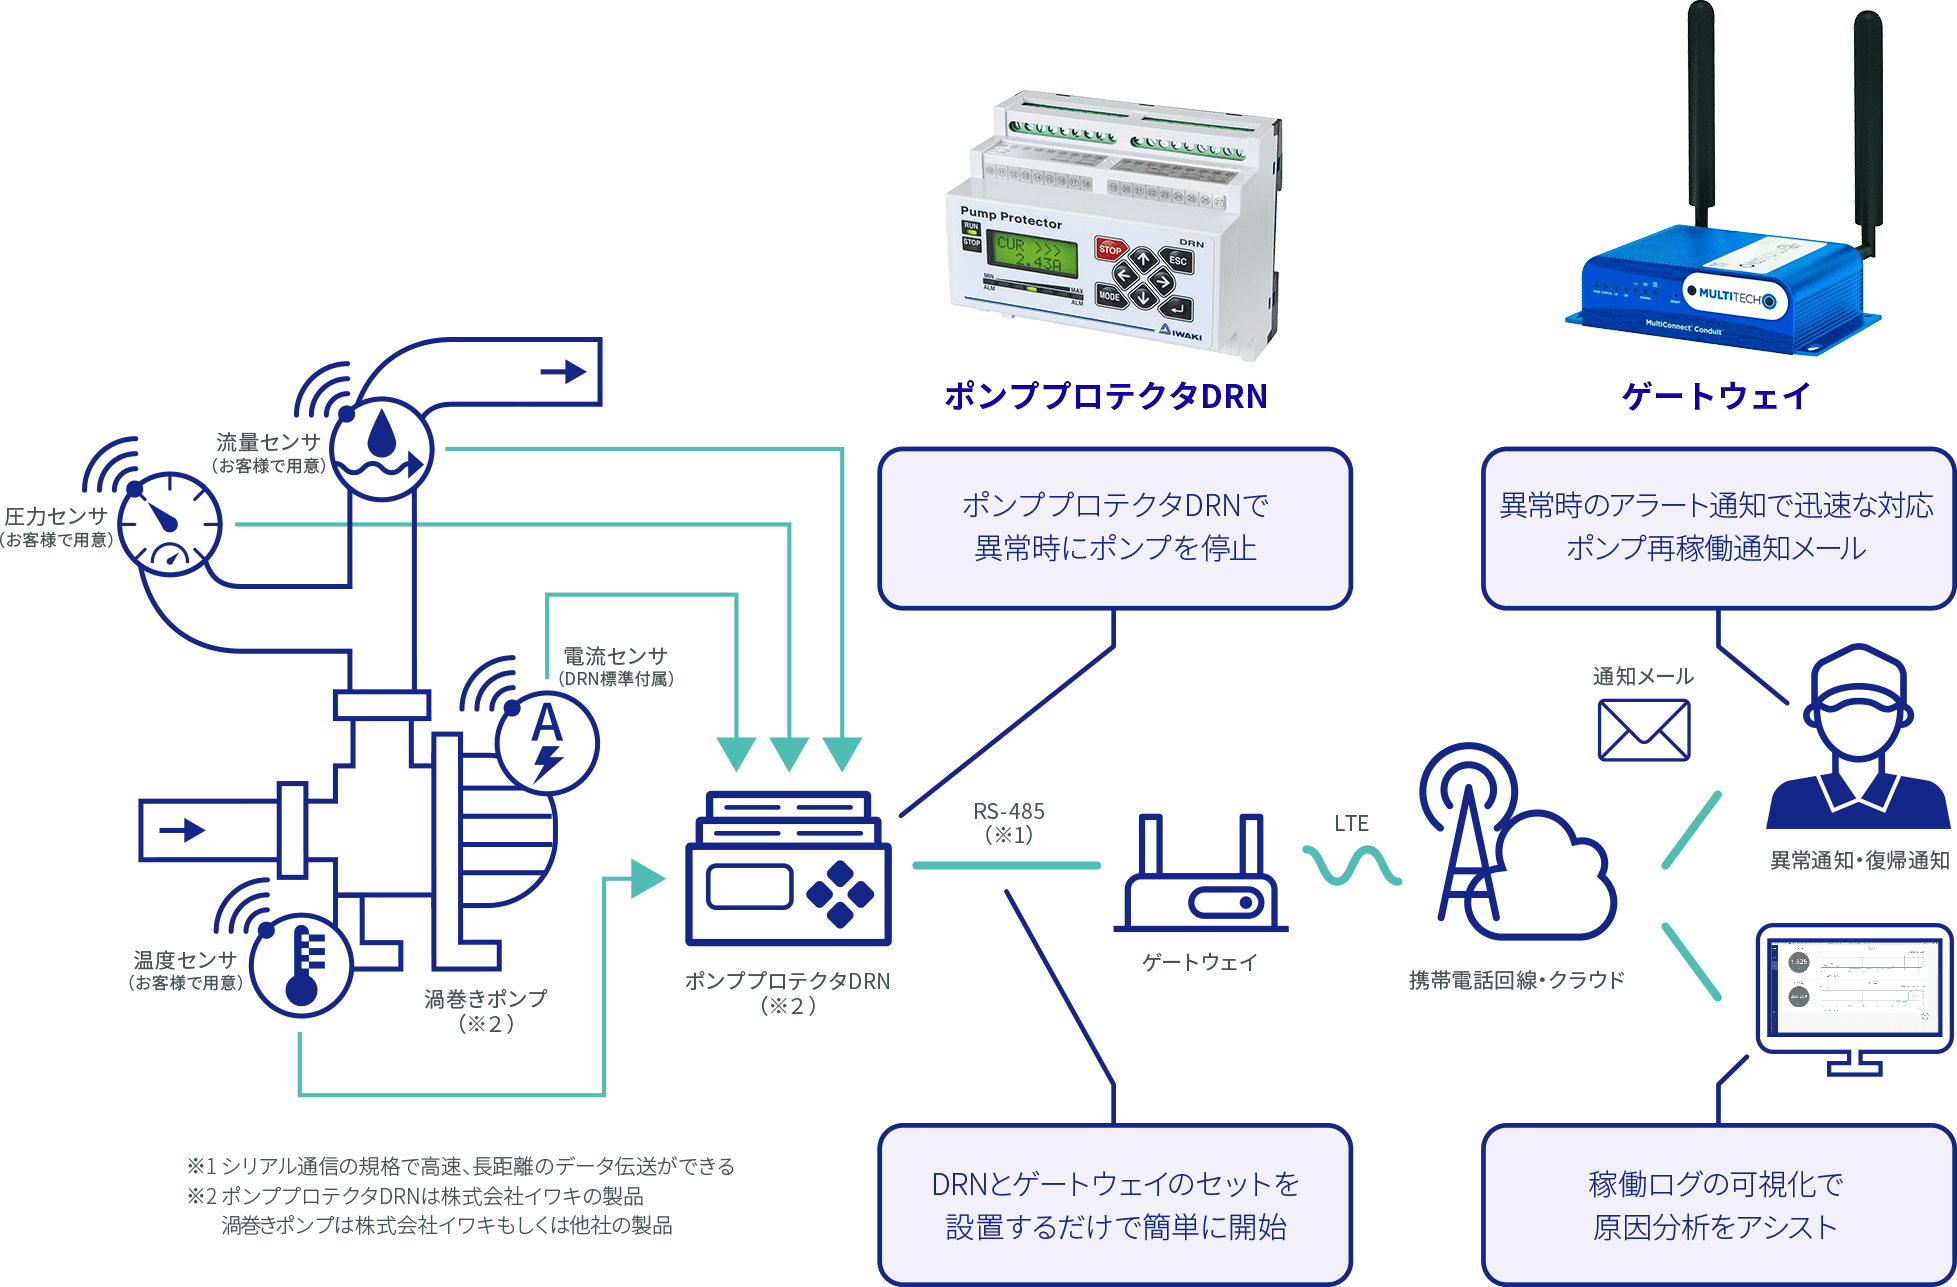 Pump Protector
RUN
STOP
CUR >>>
2.43A
DRN
STOP
ESC
MODE
MIN
ALM
MAX
ALM
IWAKI
MULTITECH
MultiConnect® Conduit™
ポンププロテクタDRN
ゲートウェイ
ポンププロテクタDRNで
異常時にポンプを停止
異常時のアラート通知で迅速な対応
ポンプ再稼働通知メール
流量センサ
（お客様で用意）
圧力センサ
（お客様で用意）
電流センサ
（DRN標準付属）
A
温度センサ
（お客様で用意）
渦巻きポンプ
（※２）
ポンププロテクタDRN
（※２）
RS-485
（※1）
ゲートウェイ
LTE
携帯電話回線・クラウド
通知メール
異常通知・復帰通知
1.525
DRNとゲートウェイのセットを
設置するだけで簡単に開始
稼働ログの可視化で
原因分析をアシスト
※1 シリアル通信の規格で高速、長距離のデータ伝送ができる
※2 ポンププロテクタDRNは株式会社イワキの製品
渦巻きポンプは株式会社イワキもしくは他社の製品